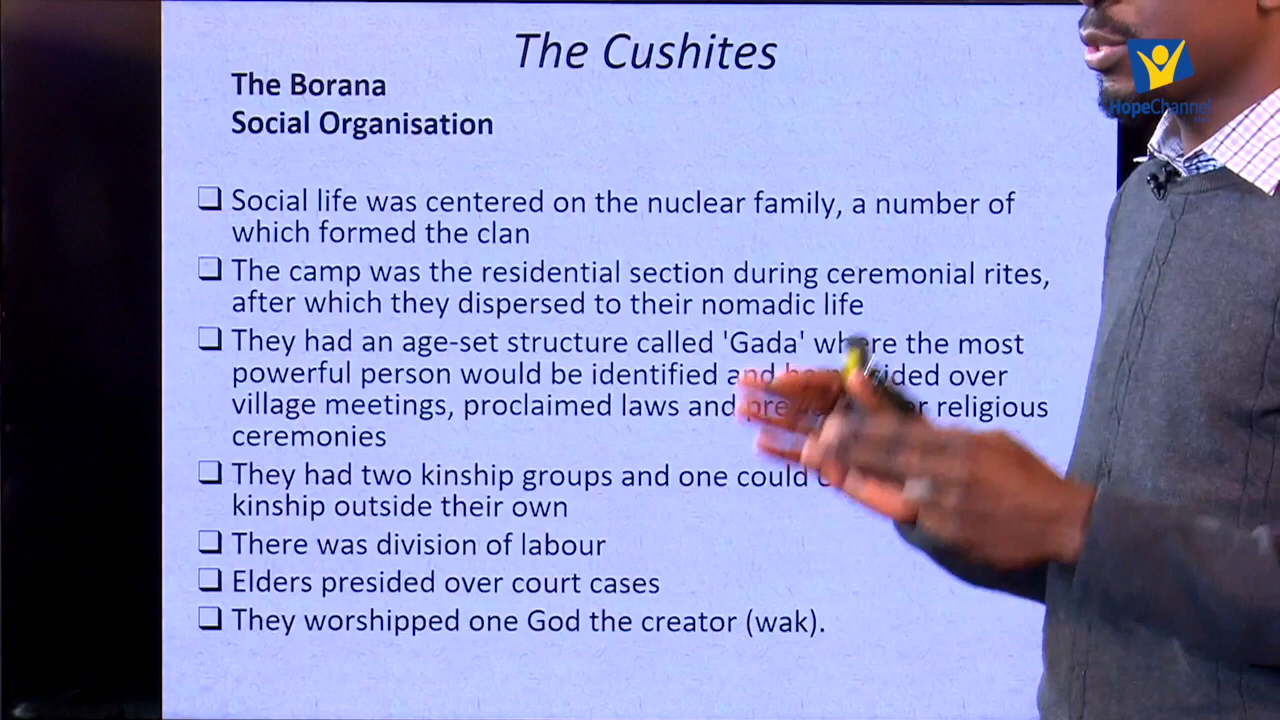 The Cushites
The Borana
Social Organisation
HopeChannel
❑ Social life was centered on the nuclear family, a number of
which formed the clan
❑ The camp was the residential section during ceremonial rites,
after which they dispersed to their nomadic life
❑ They had an age-set structure called 'Gada' where the most
powerful person would be identified and over
village meetings, proclaimed laws and religious
ceremonies
❑ They had two kinship groups and one could
kinship outside their own
❑ There was division of labour
❑ Elders presided over court cases
❑ They worshipped one God the creator (wak).